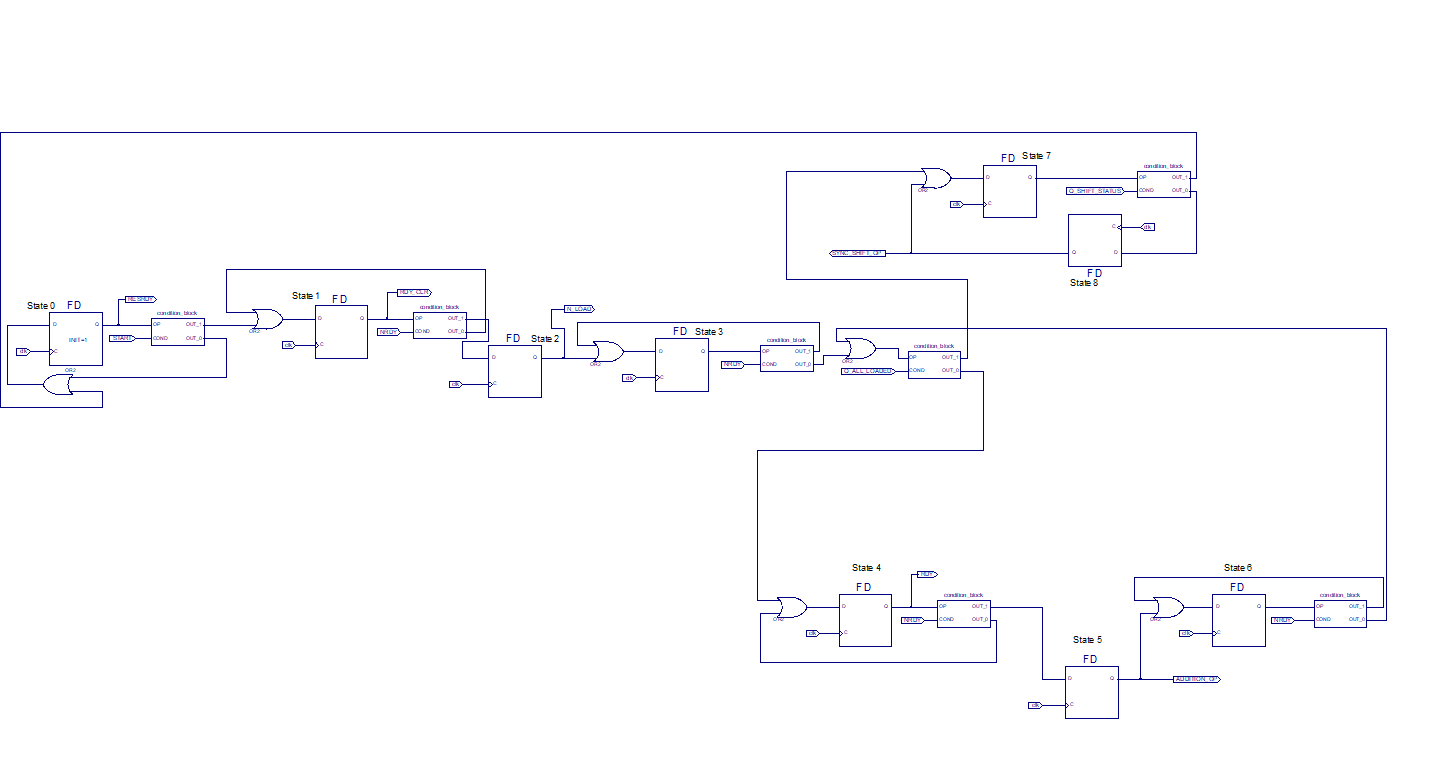 FD State 7
condition_block
D
Q
OP
OUT_1
Q_SHIFT_STATUS
COND
OUT_0
OR2
clk
C
C
clk
SYNC_SHIFT_OP
Q
D
FD
State 8
State 0 FD
RESRDY
condition_block
D
Q
OP
OUT_1
INIT=1
START
COND
OUT_0
clk
C
OR2
State 1 FD
RDY_CLR
condition_block
OR2
D
Q
OP
OUT_1
NRDY
COND
OUT_0
clk
C
FD State 2
N_LOAD
D
Q
clk
C
FD State 3
condition_block
OR2
D
Q
OP
OUT_1
NRDY
COND
OUT_0
clk
C
condition_block
OR2
OP
OUT_1
Q_ALL_LOADED
COND
OUT_0
State 4
FD
RDY
condition_block
D
Q
OP
OUT_1
OR2
NRDY
COND
OUT_0
clk
C
State 5
FD
D
Q
ADDITION_OP
clk
C
State 6
FD
condition_block
D
Q
OP
OUT_1
OR2
NRDY
COND
OUT_0
clk
C